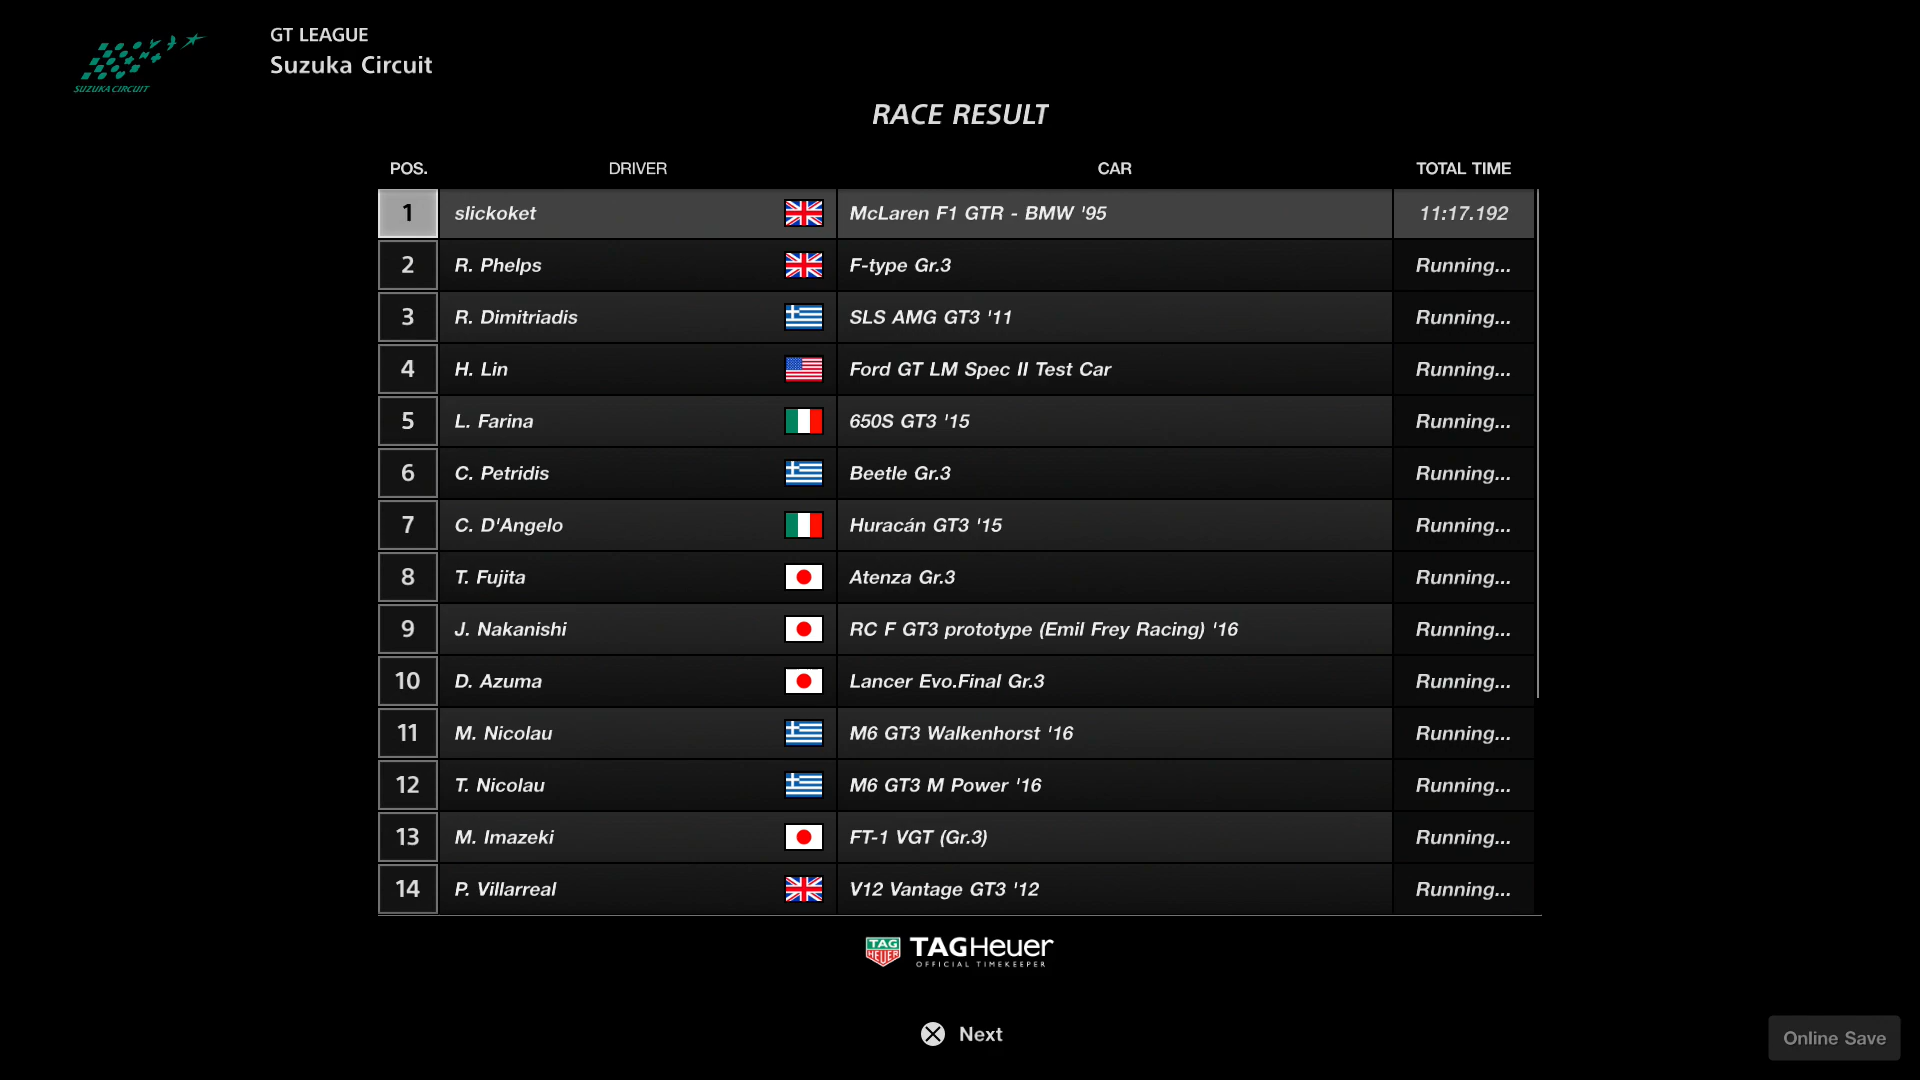 GT LEAGUE
Suzuka Circuit
SUZUKA CIRCUIT
RACE RESULT
POS. DRIVER CAR TOTAL TIME
1 slickoket McLaren F1 GTR - BMW '95 11:17.192
2 R. Phelps F-type Gr.3 Running...
3 R. Dimitriadis SLS AMG GT3 '11 Running...
4 H. Lin Ford GT LM Spec II Test Car Running...
5 L. Farina 650S GT3 '15 Running...
6 C. Petridis Beetle Gr.3 Running...
7 C. D'Angelo Huracán GT3 '15 Running...
8 T. Fujita Atenza Gr.3 Running...
9 J. Nakanishi RC F GT3 prototype (Emil Frey Racing) '16 Running...
10 D. Azuma Lancer Evo.Final Gr.3 Running...
11 M. Nicolau M6 GT3 Walkenhorst '16 Running...
12 T. Nicolau M6 GT3 M Power '16 Running...
13 M. Imazeki FT-1 VGT (Gr.3) Running...
14 P. Villarreal V12 Vantage GT3 '12 Running...
TAG HEUER TAGHeuer
OFFICIAL TIMEKEEPER
Next
Online Save